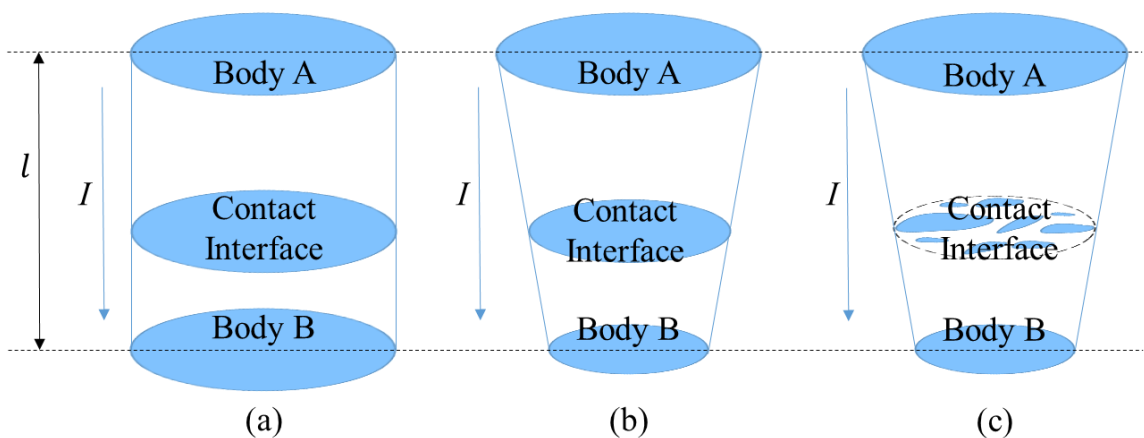 Body A
Body A
Body A
l
I
I
I
Contact
Interface
Contact
Interface
Contact
Interface
Body B
Body B
Body B
(a)
(b)
(c)